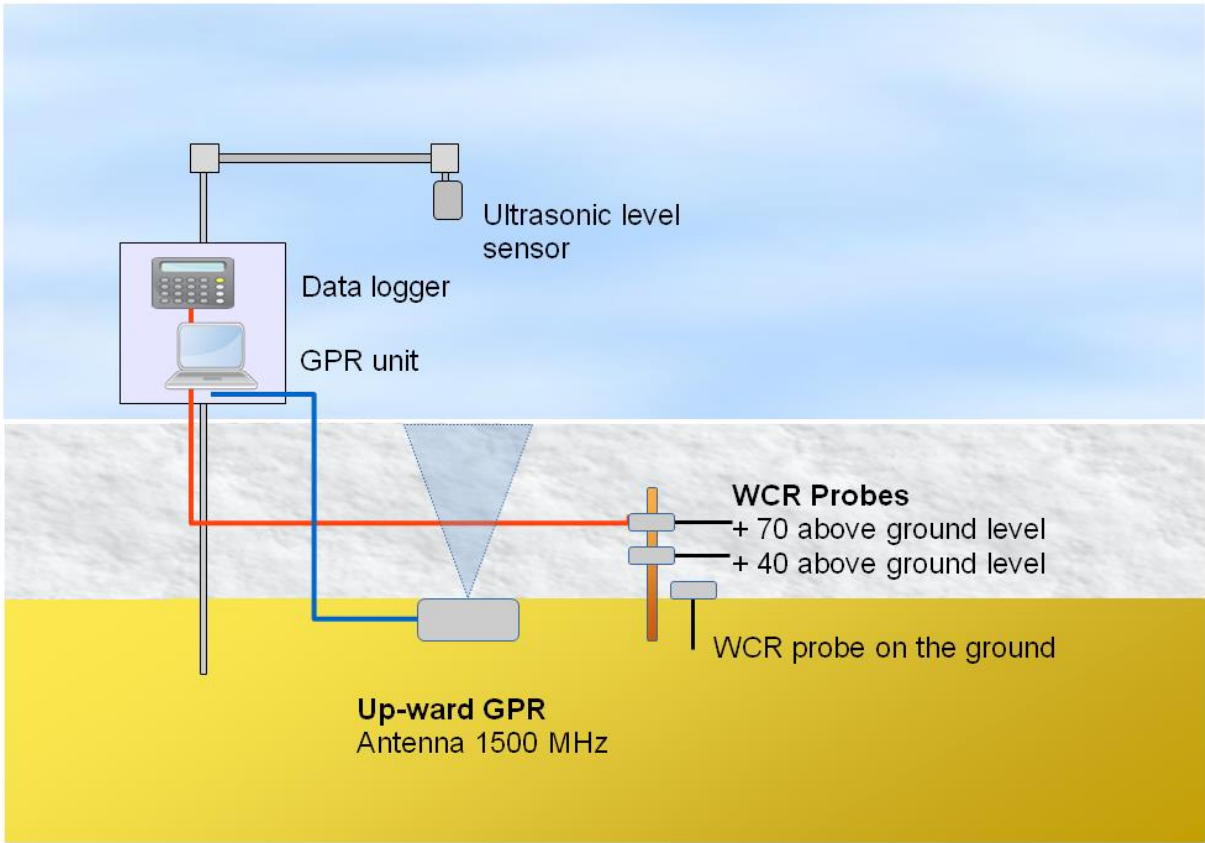 Ultrasonic level
sensor
Data logger
GPR unit
WCR Probes
+ 70 above ground level
+ 40 above ground level
WCR probe on the ground
Up-ward GPR
Antenna 1500 MHz